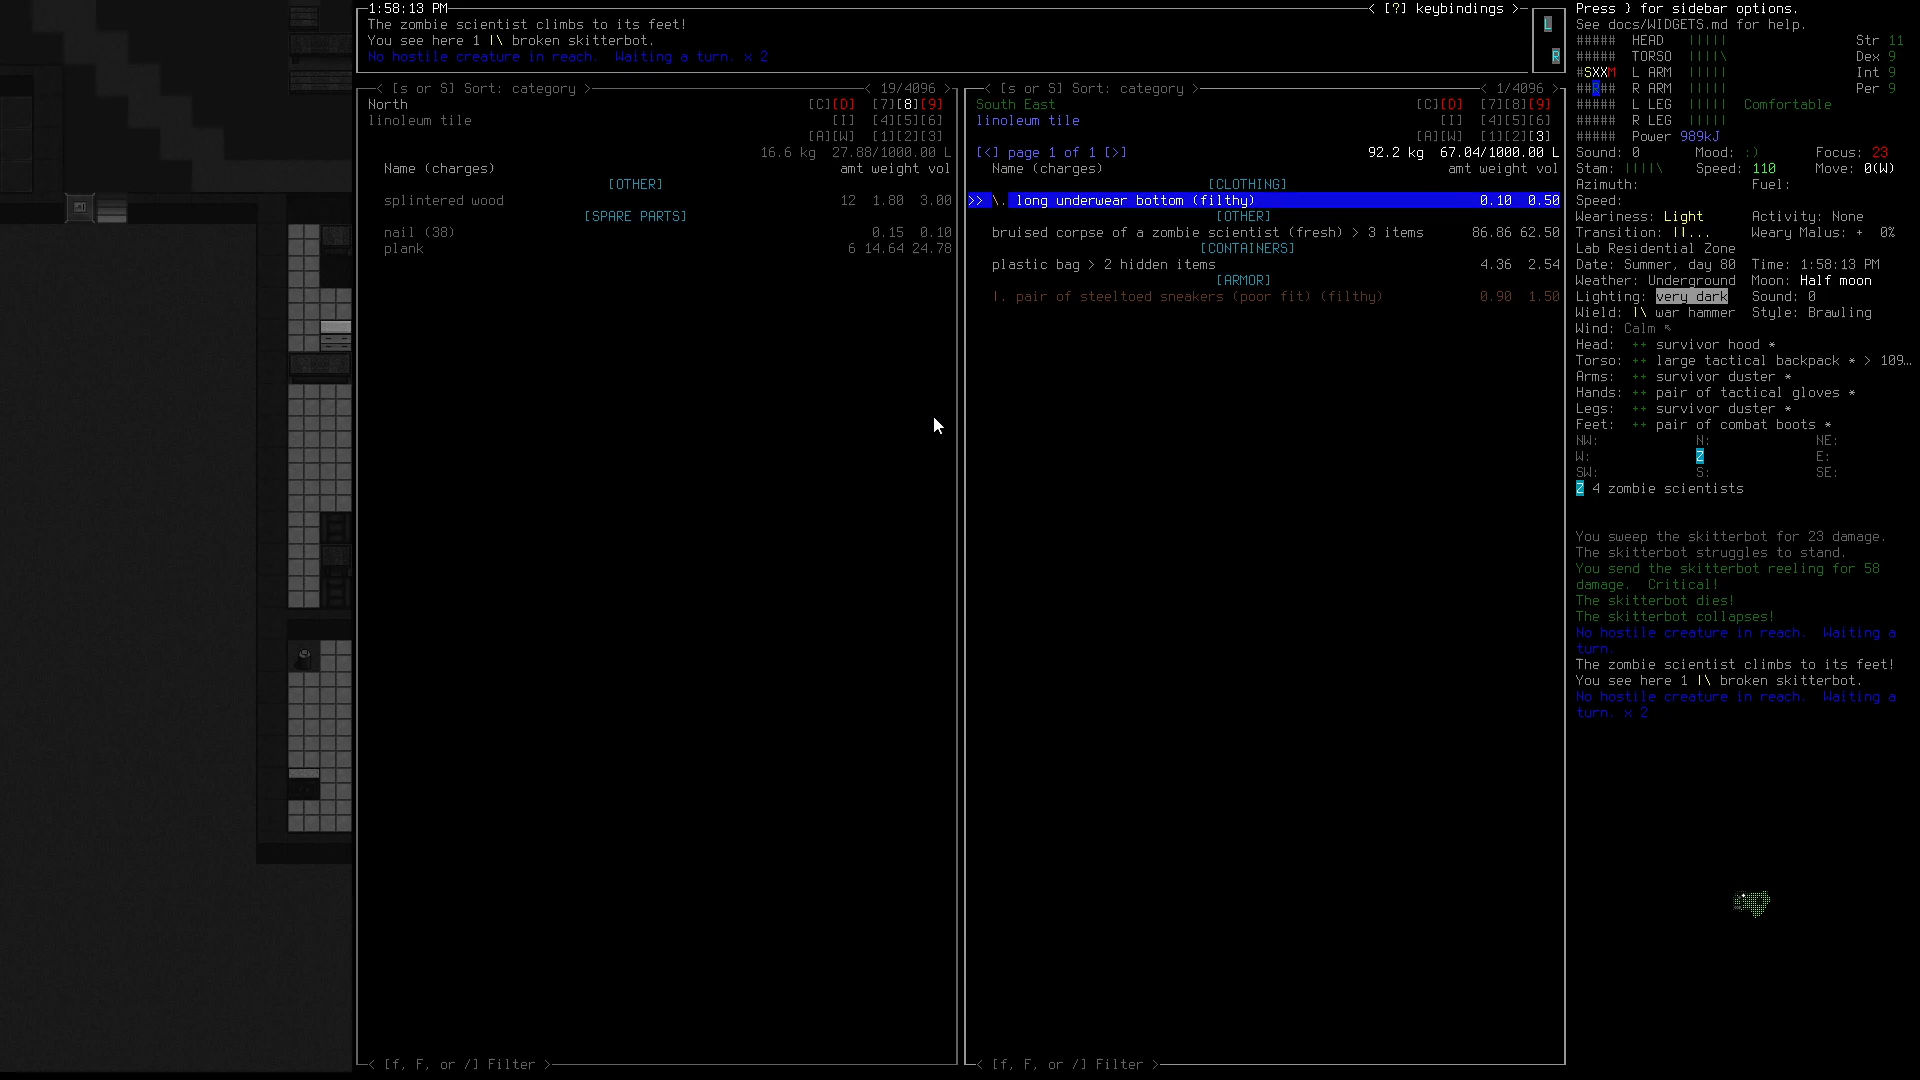 1:58:13 PM
< [?] keybindings >
The zombie scientist climbs to its feet!
You see here 1 |\ broken skitterbot.
No hostile creature in reach.  Waiting a turn. x 2
L
R
< [s or S] Sort: category >
< 19/4096 >
North
[C][D] [7][8][9]
linoleum tile
[I] [4][5][6]
[A][W] [1][2][3]
16.6 kg  27.88/1000.00 L
Name (charges) amt weight vol
[OTHER]
splintered wood 12 1.80 3.00
[SPARE PARTS]
nail (38) 0.15 0.10
plank 6 14.64 24.78
< [f, F, or /] Filter >
< [s or S] Sort: category >
< 1/4096 >
South East
[C][D] [7][8][9]
linoleum tile
[I] [4][5][6]
[A][W] [1][2][3]
[<] page 1 of 1 [>] 92.2 kg  67.04/1000.00 L
Name (charges) amt weight vol
[CLOTHING]
>> \. long underwear bottom (filthy) 0.10 0.50
[OTHER]
bruised corpse of a zombie scientist (fresh) > 3 items 86.86 62.50
[CONTAINERS]
plastic bag > 2 hidden items 4.36 2.54
[ARMOR]
|. pair of steeltoed sneakers (poor fit) (filthy) 0.90 1.50
< [f, F, or /] Filter >
Press } for sidebar options.
See docs/WIDGETS.md for help.
##### HEAD ||||| Str 11
##### TORSO ||||\ Dex 9
#SXXM L ARM ||||| Int 9
##R## R ARM ||||| Per 9
##### L LEG ||||| Comfortable
##### R LEG |||||
##### Power 989kJ
Sound: 0 Mood: :) Focus: 23
Stam: ||||\ Speed: 110 Move: 0(W)
Azimuth: Fuel:
Speed:
Weariness: Light Activity: None
Transition: ||... Weary Malus: + 0%
Lab Residential Zone
Date: Summer, day 80 Time: 1:58:13 PM
Weather: Underground Moon: Half moon
Lighting: very dark Sound: 0
Wield: |\ war hammer Style: Brawling
Wind: Calm ⇖
Head: ++ survivor hood *
Torso: ++ large tactical backpack * > 109…
Arms: ++ survivor duster *
Hands: ++ pair of tactical gloves *
Legs: ++ survivor duster *
Feet: ++ pair of combat boots *
NW: N: NE:
W: Z E:
SW: S: SE:
Z 4 zombie scientists
You sweep the skitterbot for 23 damage.
The skitterbot struggles to stand.
You send the skitterbot reeling for 58
damage.  Critical!
The skitterbot dies!
The skitterbot collapses!
No hostile creature in reach.  Waiting a
turn.
The zombie scientist climbs to its feet!
You see here 1 |\ broken skitterbot.
No hostile creature in reach.  Waiting a
turn. x 2